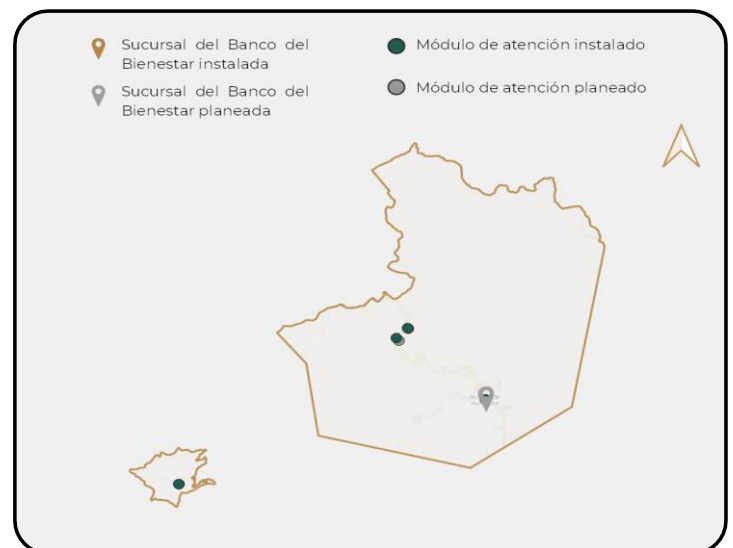 Sucursal del Banco del
Bienestar instalada
Sucursal del Banco del
Bienestar planeada
Módulo de atención instalado
Módulo de atención planeado